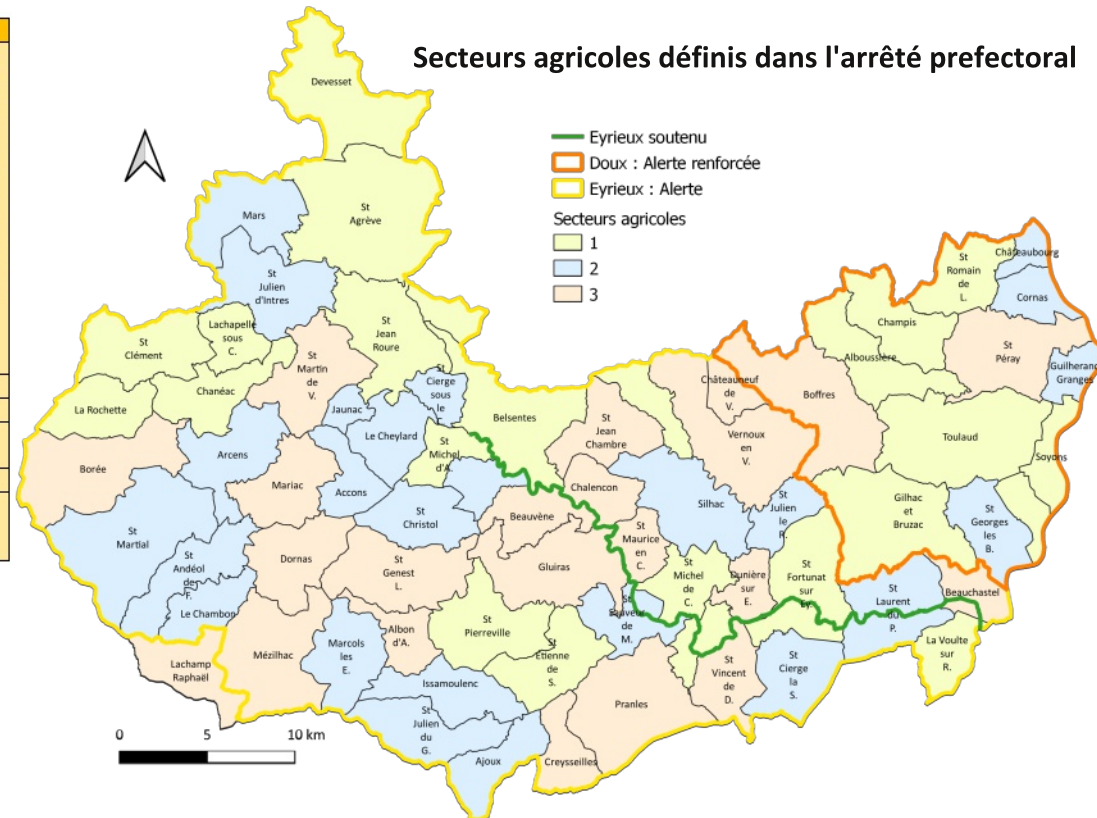 Secteurs agricoles définis dans l'arrêté prefectoral
Eyrieux soutenu
Doux : Alerte renforcée
Eyrieux : Alerte
Secteurs agricoles
1
2
3
Devesset
St
Agrève
Mars
St
Julien
d'Intres
Lachapelle
sous
C.
St
Clément
St
Jean
Roure
St
Martin
de
V.
Chanéac
La Rochette
St
Cierge
sous
le
Jaunac
Le Cheylard
Belsentes
St
Michel
d'A.
Arcens
Borée
Mariac
Accons
St
Christol
St
Martial
St
Andéol
de
F.
Le Chambon
Dornas
St
Genest
L.
Beauvène
Gluiras
St
Jean
Chambre
Chalencon
St
Maurice
en
C.
Silhac
St
Julien
le
R.
Châteauneuf
de
V.
Vernoux
en
V.
Boffres
Alboussière
Champis
St
Romain
de
L.
Châteaubourg
Cornas
St
Péray
Guilherand
Granges
Toulaud
Soyons
Gilhac
et
Bruzac
St
Georges
les
B.
St
Michel
de
C.
Dunière
sur
E.
St
Fortunat
sur
Ey.
St
Laurent
du
P.
Beauchastel
La Voulte
sur
R.
St
Cierge
la
S.
St
Vincent
de
D.
St
Sauveur
de
M.
St
Pierreville
St
Etienne
de
S.
Albon
d'A.
Marcols
les
E.
Mézilhac
Lachamp
Raphaël
Issamoulenc
St
Julien
du
G.
Ajoux
Creysseilles
Pranles
0 5 10 km